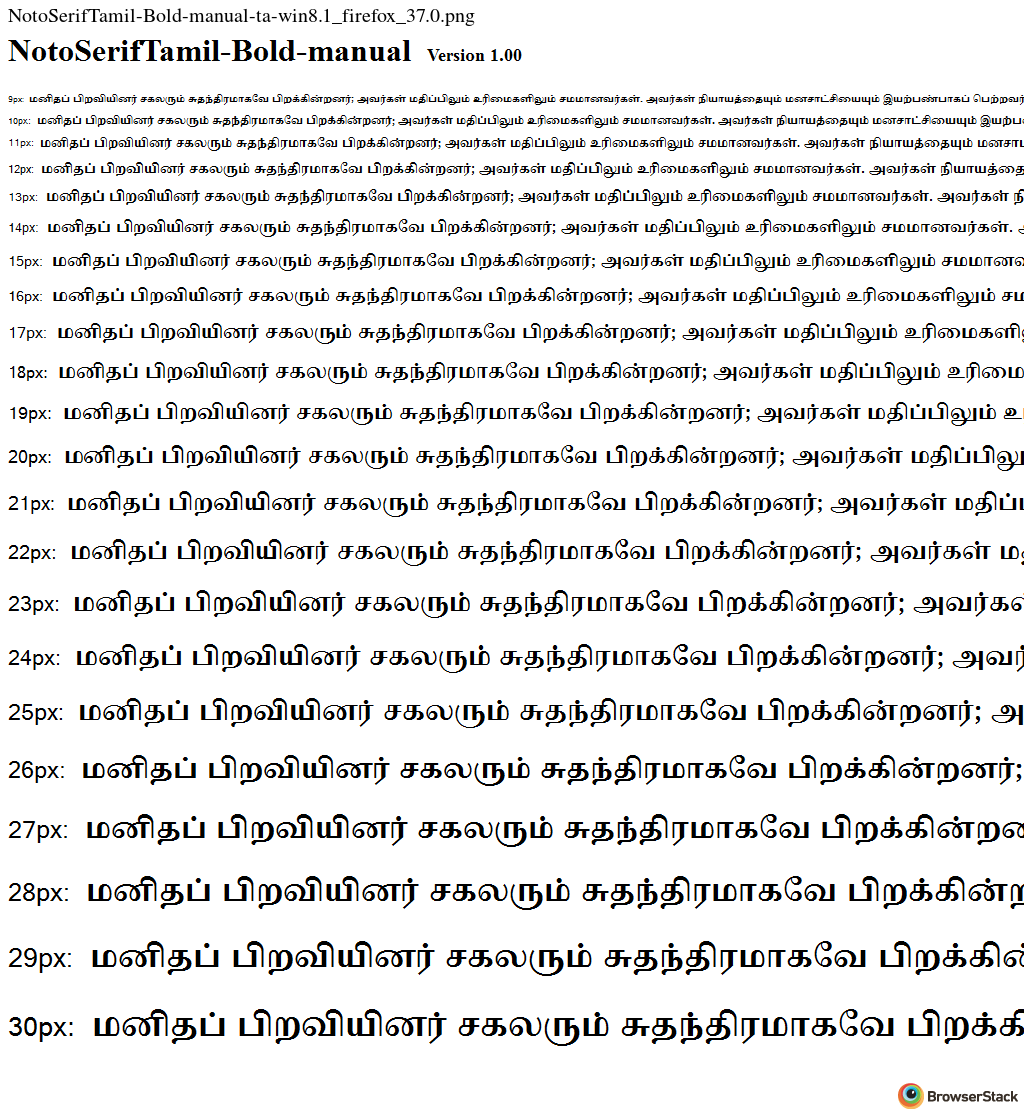 NotoSerifTamil-Bold-manual-ta-win8.1_firefox_37.0.png
NotoSerifTamil-Bold-manual Version 1.00
9px: மனிதப் பிறவியினர் சகலரும் சுதந்திரமாகவே பிறக்கின்றனர்; அவர்கள் மதிப்பிலும் உரிமைகளிலும் சமமானவர்கள். அவர்கள் நியாயத்தையும் மனசாட்சியையும் இயற்பண்பாகப் பெற்றவர்
10px: மனிதப் பிறவியினர் சகலரும் சுதந்திரமாகவே பிறக்கின்றனர்; அவர்கள் மதிப்பிலும் உரிமைகளிலும் சமமானவர்கள். அவர்கள் நியாயத்தையும் மனசாட்சியையும்
11px: மனிதப் பிறவியினர் சகலரும் சுதந்திரமாகவே பிறக்கின்றனர்; அவர்கள் மதிப்பிலும் உரிமைகளிலும் சமமானவர்கள். அவர்கள் நியாயத்தையும்
12px: மனிதப் பிறவியினர் சகலரும் சுதந்திரமாகவே பிறக்கின்றனர்; அவர்கள் மதிப்பிலும் உரிமைகளிலும் சமமானவர்கள். அவர்கள்
13px: மனிதப் பிறவியினர் சகலரும் சுதந்திரமாகவே பிறக்கின்றனர்; அவர்கள் மதிப்பிலும் உரிமைகளிலும் சமமானவர்கள். அவர்கள்
14px: மனிதப் பிறவியினர் சகலரும் சுதந்திரமாகவே பிறக்கின்றனர்; அவர்கள் மதிப்பிலும் உரிமைகளிலும் சமமானவர்கள்.
15px: மனிதப் பிறவியினர் சகலரும் சுதந்திரமாகவே பிறக்கின்றனர்; அவர்கள் மதிப்பிலும் உரிமைகளிலும் சமமானவ
16px: மனிதப் பிறவியினர் சகலரும் சுதந்திரமாகவே பிறக்கின்றனர்; அவர்கள் மதிப்பிலும் உரிமைகளிலும் சம
17px: மனிதப் பிறவியினர் சகலரும் சுதந்திரமாகவே பிறக்கின்றனர்; அவர்கள் மதிப்பிலும் உரிமைகளி
18px: மனிதப் பிறவியினர் சகலரும் சுதந்திரமாகவே பிறக்கின்றனர்; அவர்கள் மதிப்பிலும் உரிமை
19px: மனிதப் பிறவியினர் சகலரும் சுதந்திரமாகவே பிறக்கின்றனர்; அவர்கள் மதிப்பிலும் உ
20px: மனிதப் பிறவியினர் சகலரும் சுதந்திரமாகவே பிறக்கின்றனர்; அவர்கள் மதிப்பிலு
21px: மனிதப் பிறவியினர் சகலரும் சுதந்திரமாகவே பிறக்கின்றனர்; அவர்கள் மதிப்
22px: மனிதப் பிறவியினர் சகலரும் சுதந்திரமாகவே பிறக்கின்றனர்; அவர்கள்
23px: மனிதப் பிறவியினர் சகலரும் சுதந்திரமாகவே பிறக்கின்றனர்; அவர்கள்
24px: மனிதப் பிறவியினர் சகலரும் சுதந்திரமாகவே பிறக்கின்றனர்; அவர்
25px: மனிதப் பிறவியினர் சகலரும் சுதந்திரமாகவே பிறக்கின்றனர்; அ
26px: மனிதப் பிறவியினர் சகலரும் சுதந்திரமாகவே பிறக்கின்றனர்;
27px: மனிதப் பிறவியினர் சகலரும் சுதந்திரமாகவே பிறக்கின்றன
28px: மனிதப் பிறவியினர் சகலரும் சுதந்திரமாகவே பிறக்கின்ற
29px: மனிதப் பிறவியினர் சகலரும் சுதந்திரமாகவே பிறக்கின்
30px: மனிதப் பிறவியினர் சகலரும் சுதந்திரமாகவே பிறக்கி
BrowserStack